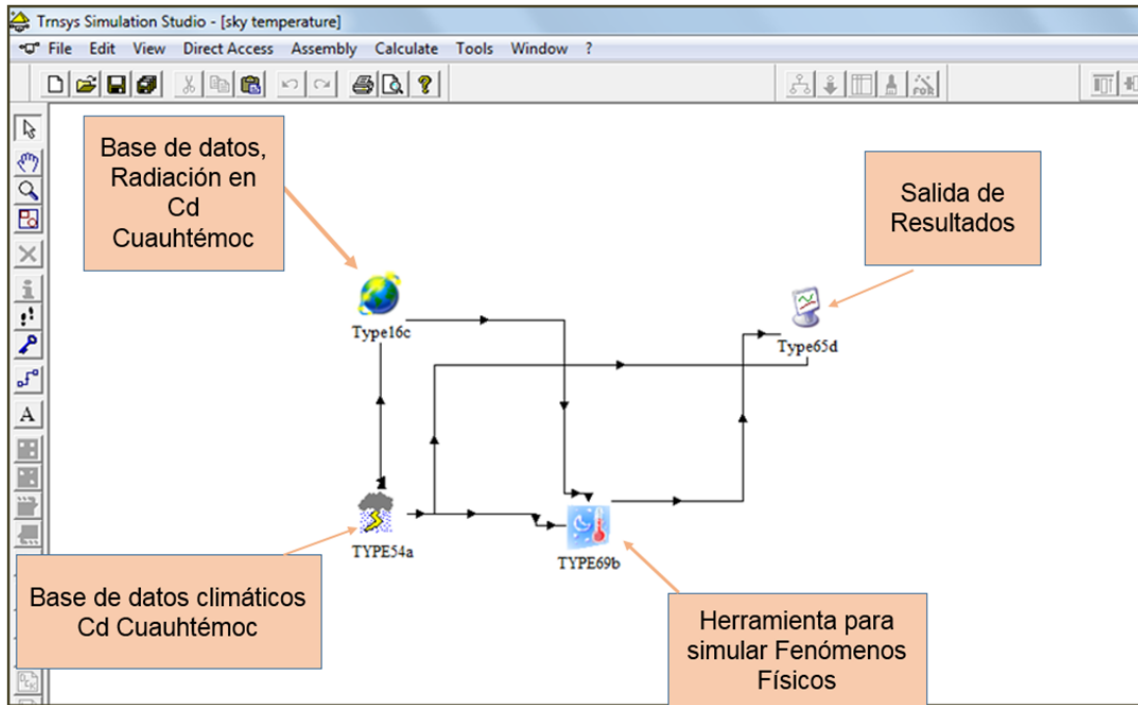 Trnsys Simulation Studio - [sky temperature]
File Edit View Direct Access Assembly Calculate Tools Window ?
FOR
Base de datos,
Radiación en
Cd
Cuauhtémoc
Salida de
Resultados
Type16c
Type65d
A
TYPE54a
TYPE69b
Base de datos climáticos
Cd Cuauhtémoc
Herramienta para
simular Fenómenos
Físicos